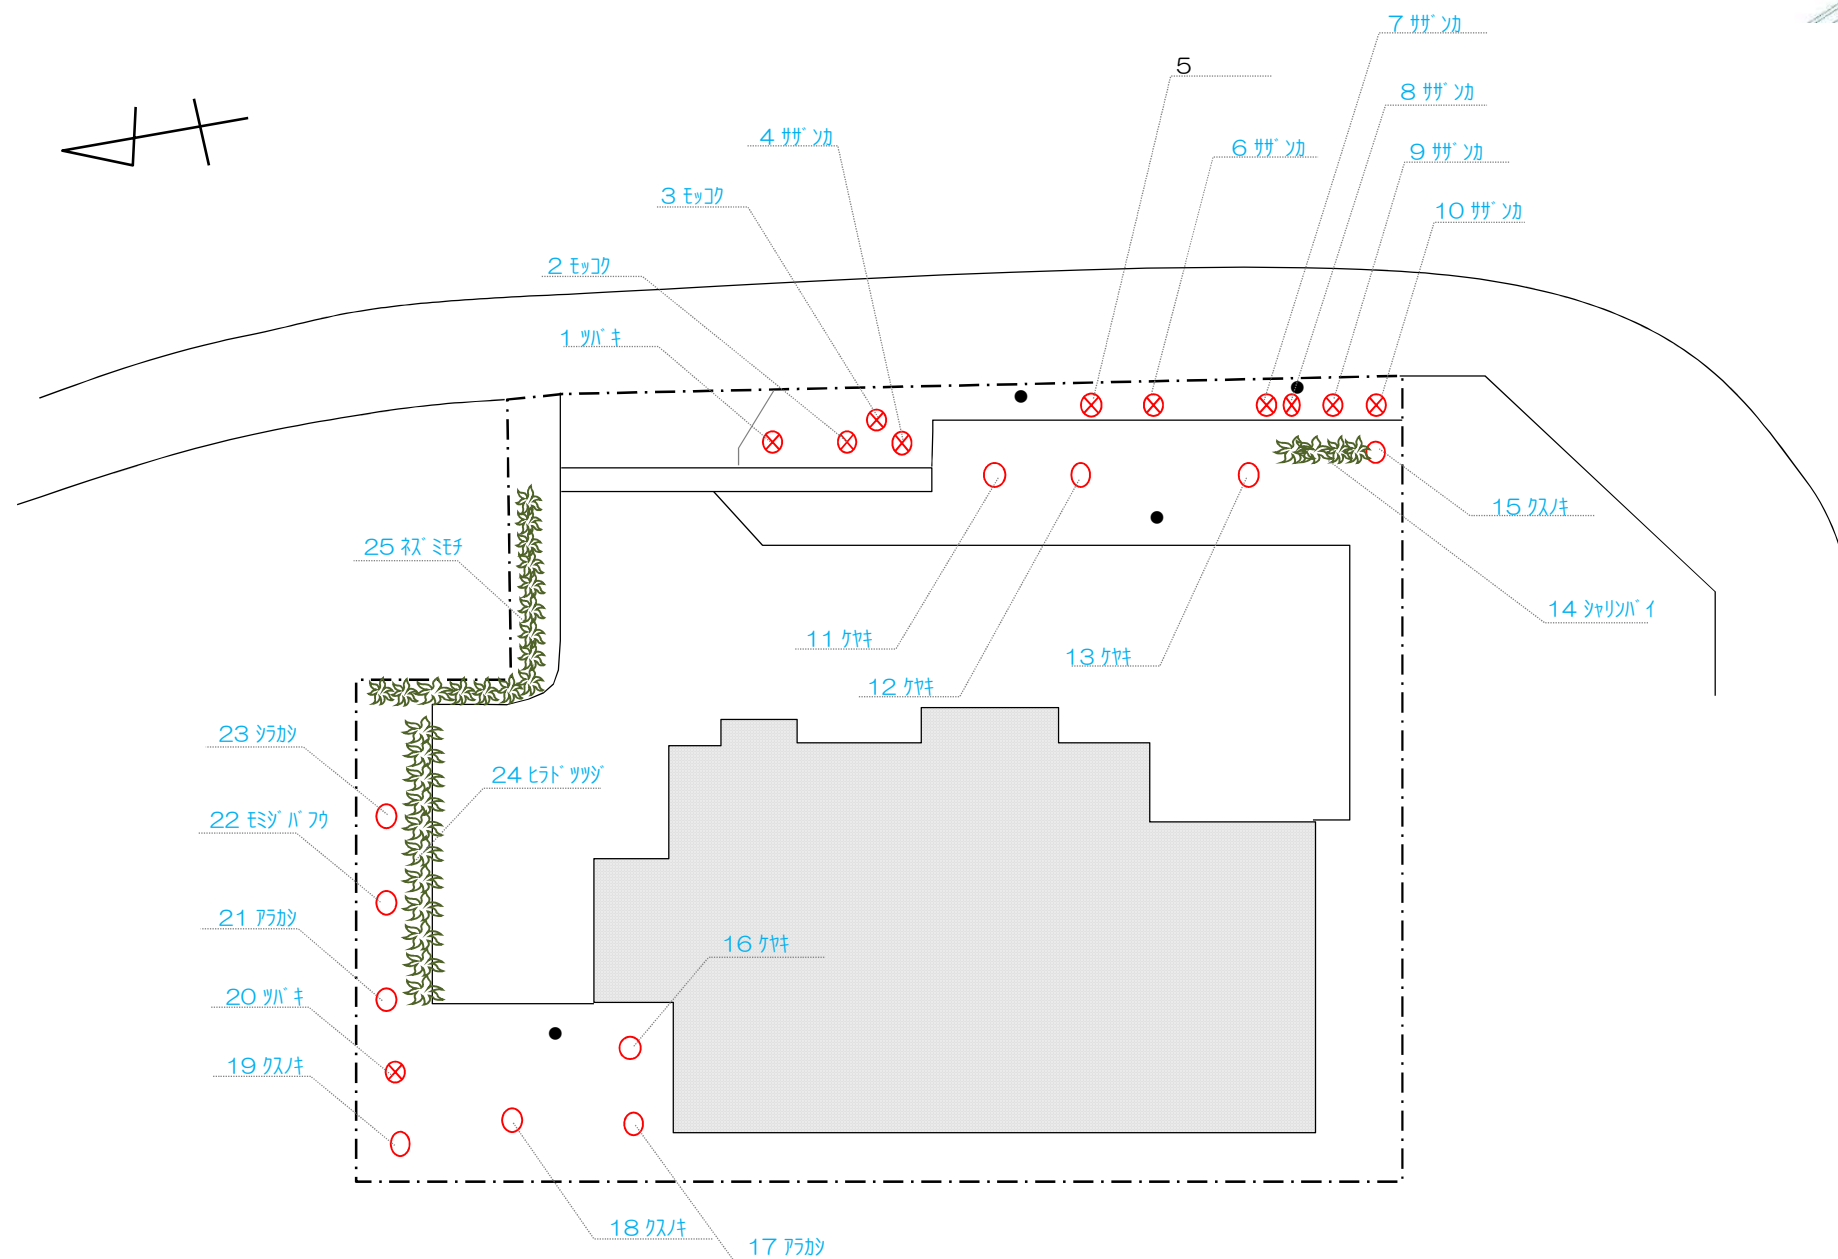 7 ｻｻﾞﾝｶ
5
8 ｻｻﾞﾝｶ
4 ｻｻﾞﾝｶ
6 ｻｻﾞﾝｶ
9 ｻｻﾞﾝｶ
3 ﾓｯｺｸ
10 ｻｻﾞﾝｶ
2 ﾓｯｺｸ
1 ﾂﾊﾞｷ
15 ｸｽﾉｷ
25 ﾈｽﾞﾐﾓﾁ
14 ｼｬﾘﾝﾊﾞｲ
11 ｹﾔｷ
13 ｹﾔｷ
12 ｹﾔｷ
23 ｼﾗｶｼ
24 ﾋﾗﾄﾞﾂﾂｼﾞ
22 ﾓﾐｼﾞﾊﾞﾌｳ
21 ｱﾗｶｼ
16 ｹﾔｷ
20 ﾂﾊﾞｷ
19 ｸｽﾉｷ
18 ｸｽﾉｷ
17 ｱﾗｶｼ